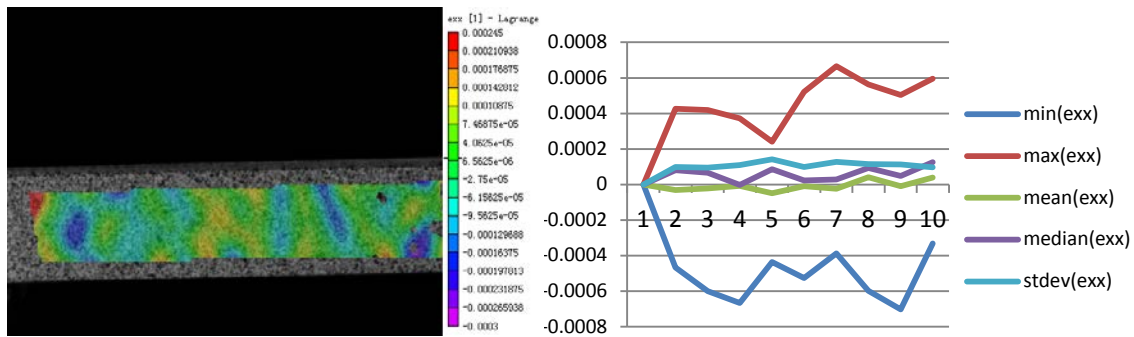 exx [1] - Lagrange
0.000245
0.000210938
0.000176875
0.000142812
0.00010875
7.46875e-05
4.0625e-05
6.5625e-06
-2.75e-05
-6.15625e-05
-9.5625e-05
-0.000129688
-0.00016375
-0.000197813
-0.000231875
-0.000265938
-0.0003
0.0008
0.0006
0.0004
0.0002
0
-0.0002
-0.0004
-0.0006
-0.0008
1 2 3 4 5 6 7 8 9 10
min(exx)
max(exx)
mean(exx)
median(exx)
stdev(exx)